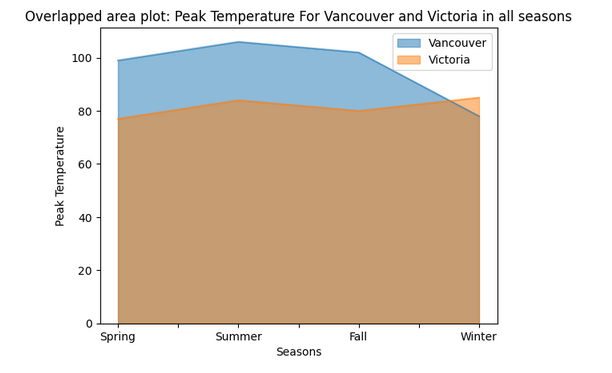 Overlapped area plot: Peak Temperature For Vancouver and Victoria in all seasons
Vancouver
Victoria
100
80
60
40
20
0
Peak Temperature
Spring Summer Fall Winter
Seasons